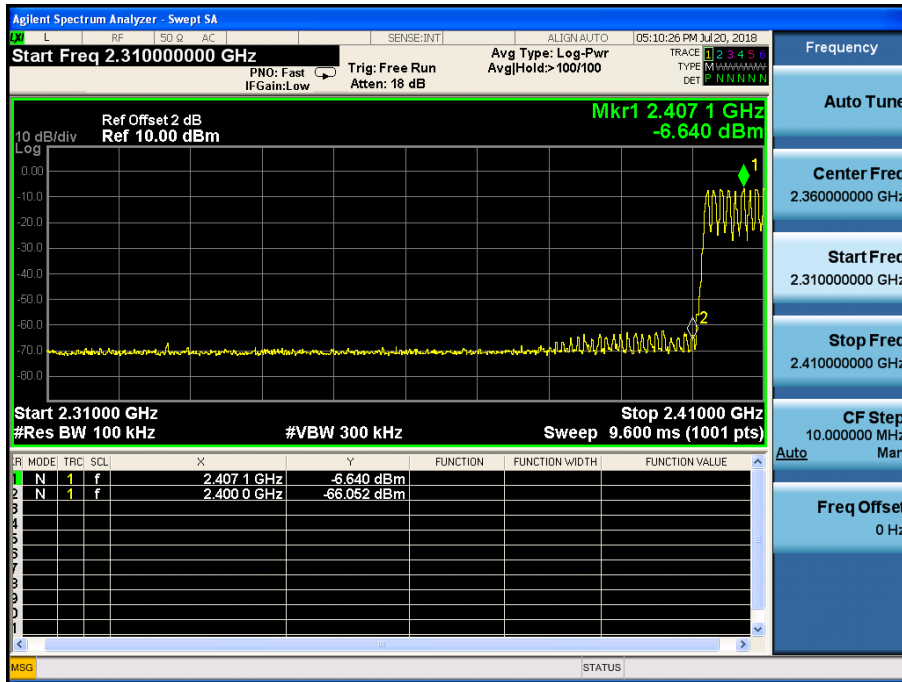 Agilent Spectrum Analyzer - Swept SA
LXI L RF 50 Ω AC SENSE:INT ALIGN AUTO 05:10:26 PM Jul 20, 2018
Start Freq 2.310000000 GHz
PNO: Fast
IFGain:Low
Trig: Free Run
Atten: 18 dB
Avg Type: Log-Pwr
Avg|Hold:>100/100
TRACE 1 2 3 4 5 6
TYPE M W W W W W
DET P N N N N N
Mkr1 2.407 1 GHz
-6.640 dBm
Ref Offset 2 dB
10 dB/div Ref 10.00 dBm
Log
0.00
-10.0
-20.0
-30.0
-40.0
-50.0
-60.0
-70.0
-80.0
1
2
Start 2.31000 GHz Stop 2.41000 GHz
#Res BW 100 kHz #VBW 300 kHz Sweep 9.600 ms (1001 pts)
MODE TRC SCL X Y FUNCTION FUNCTION WIDTH FUNCTION VALUE
1 N 1 f 2.407 1 GHz -6.640 dBm
2 N 1 f 2.400 0 GHz -66.052 dBm
3
4
5
6
7
8
9
MSG STATUS
Frequency
Auto Tune
Center Freq
2.360000000 GHz
Start Freq
2.310000000 GHz
Stop Freq
2.410000000 GHz
CF Step
10.000000 MHz
Auto Man
Freq Offset
0 Hz